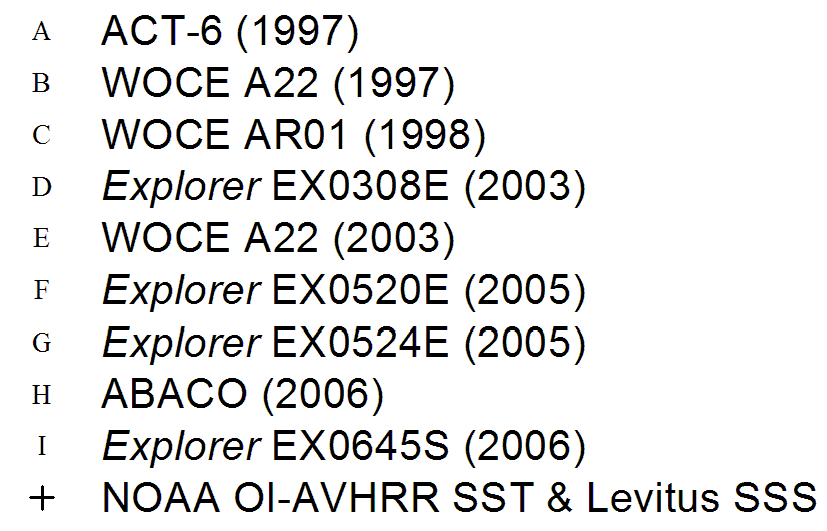 A ACT-6 (1997)
B WOCE A22 (1997)
C WOCE AR01 (1998)
D Explorer EX0308E (2003)
E WOCE A22 (2003)
F Explorer EX0520E (2005)
G Explorer EX0524E (2005)
H ABACO (2006)
I Explorer EX0645S (2006)
+ NOAA OI-AVHRR SST & Levitus SSS